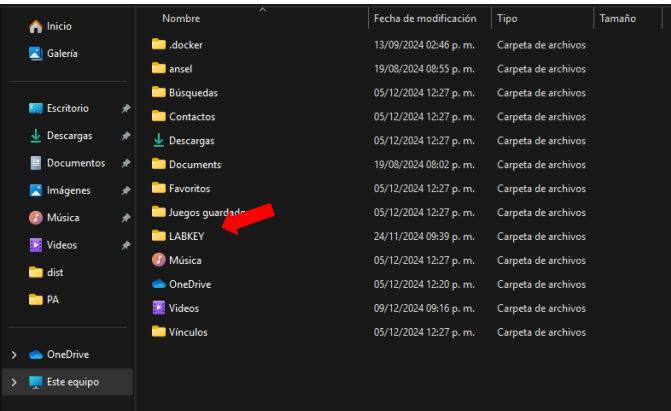 Inicio
Galería
Escritorio
Descargas
Documentos
Imágenes
Música
Videos
dist
PA
OneDrive
Este equipo
Nombre Fecha de modificación Tipo Tamaño
.docker 13/09/2024 02:46 p. m. Carpeta de archivos
ansel 19/08/2024 08:55 p. m. Carpeta de archivos
Búsquedas 05/12/2024 12:27 p. m. Carpeta de archivos
Contactos 05/12/2024 12:27 p. m. Carpeta de archivos
Descargas 05/12/2024 12:27 p. m. Carpeta de archivos
Documents 19/08/2024 08:02 p. m. Carpeta de archivos
Favoritos 05/12/2024 12:27 p. m. Carpeta de archivos
Juegos guardado 05/12/2024 12:27 p. m. Carpeta de archivos
LABKEY 24/11/2024 09:39 p. m. Carpeta de archivos
Música 05/12/2024 12:27 p. m. Carpeta de archivos
OneDrive 05/12/2024 12:20 p. m. Carpeta de archivos
Videos 09/12/2024 09:16 p. m. Carpeta de archivos
Vínculos 05/12/2024 12:27 p. m. Carpeta de archivos